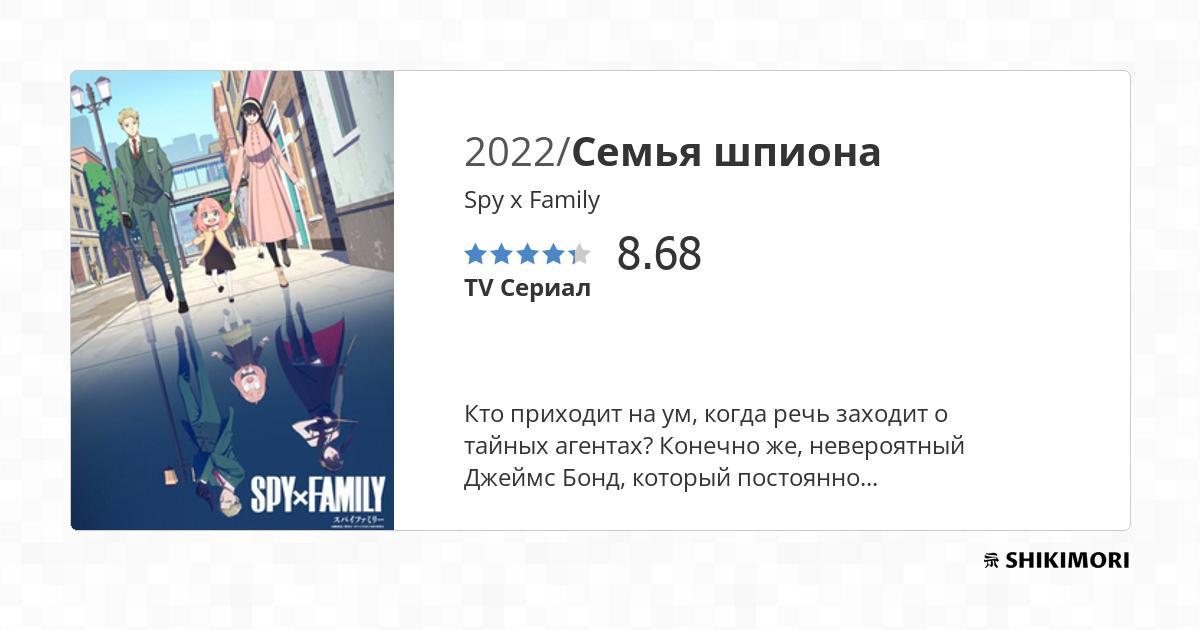 2022/Семья шпиона
Spy x Family
8.68
TV Сериал
Кто приходит на ум, когда речь заходит о
тайных агентах? Конечно же, невероятный
Джеймс Бонд, который постоянно...
SPY×FAMILY
スパイファミリー
SHIKIMORI